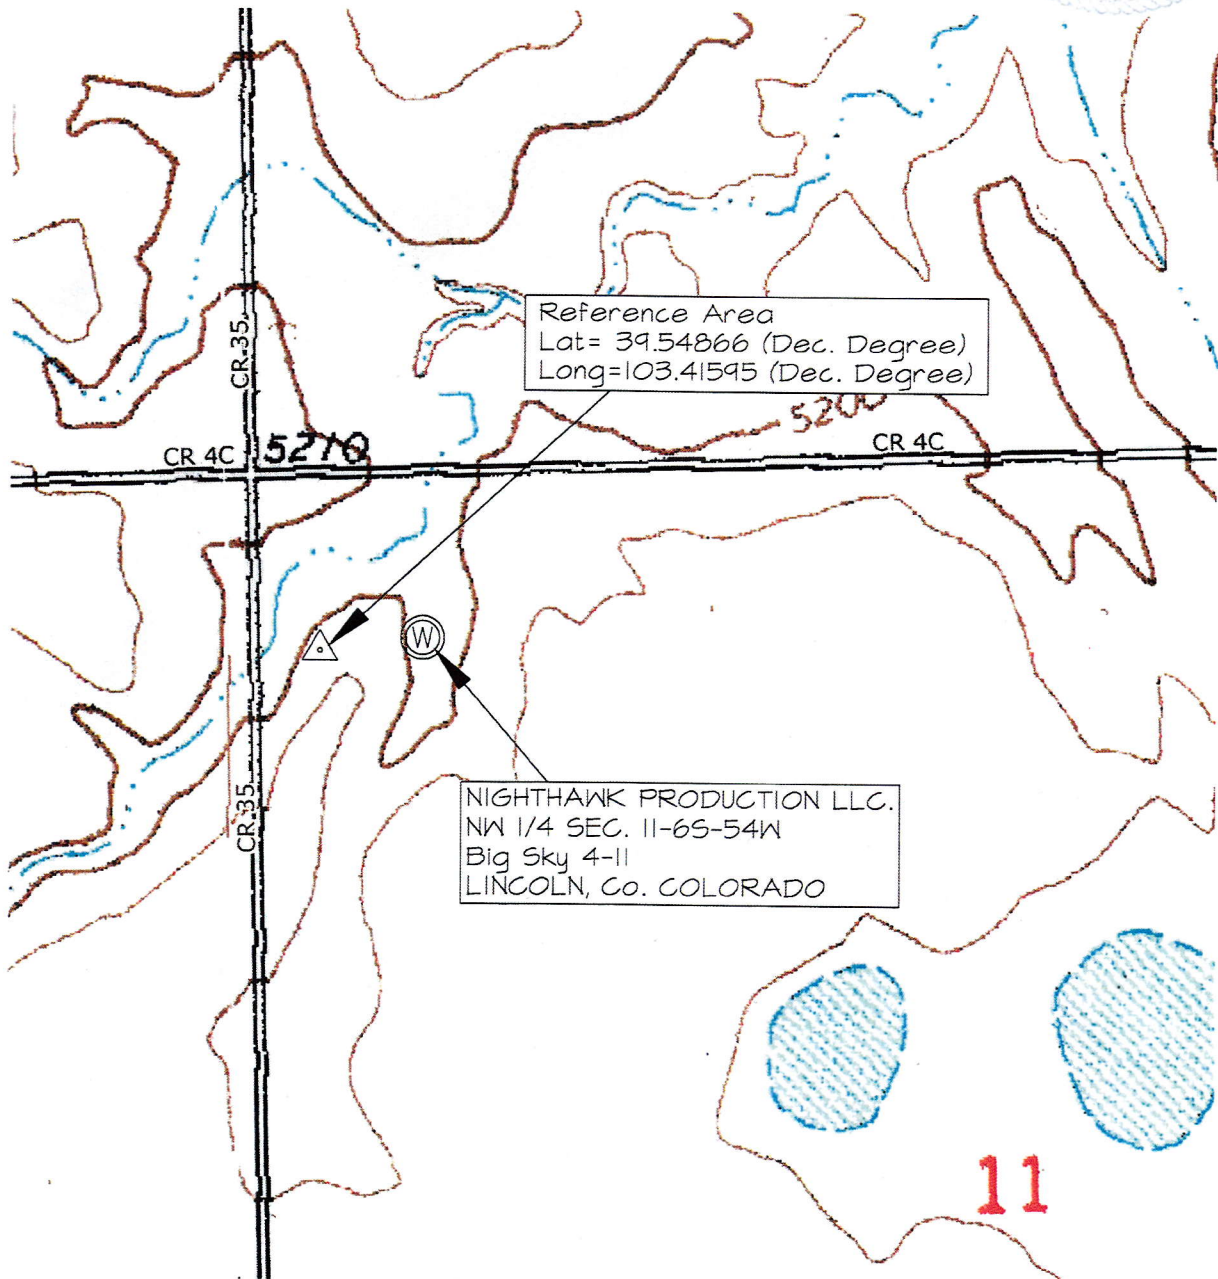 Reference Area
Lat= 39.54866 (Dec. Degree)
Long=103.41595 (Dec. Degree)
CR 35
5200
CR 4C
5210
CR 4C
W
NIGHTHAWK PRODUCTION LLC.
NW 1/4 SEC. 11-6S-54W
Big Sky 4-11
LINCOLN, Co. COLORADO
CR 35
11